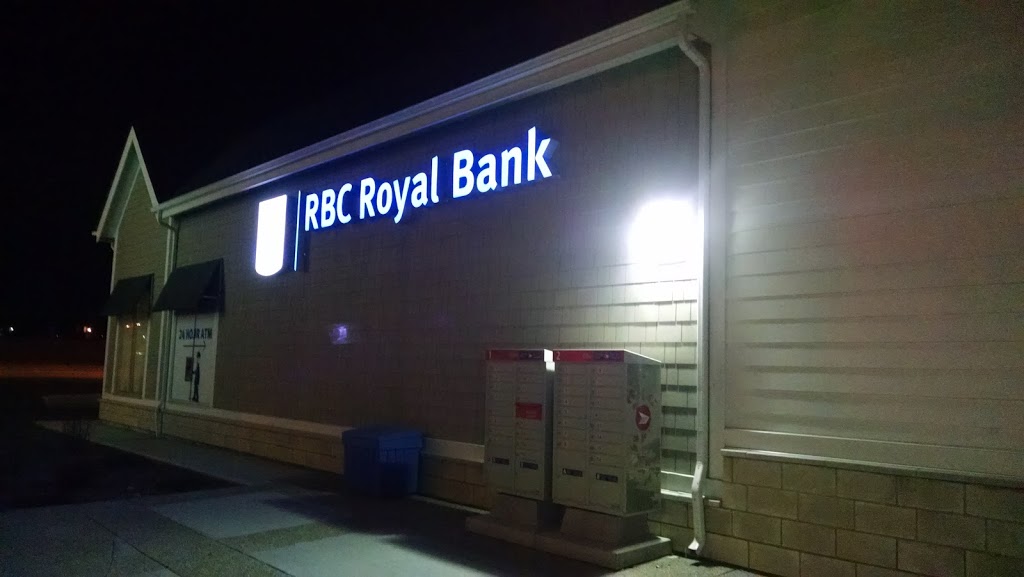 RBC Royal Bank
24 HOUR ATM